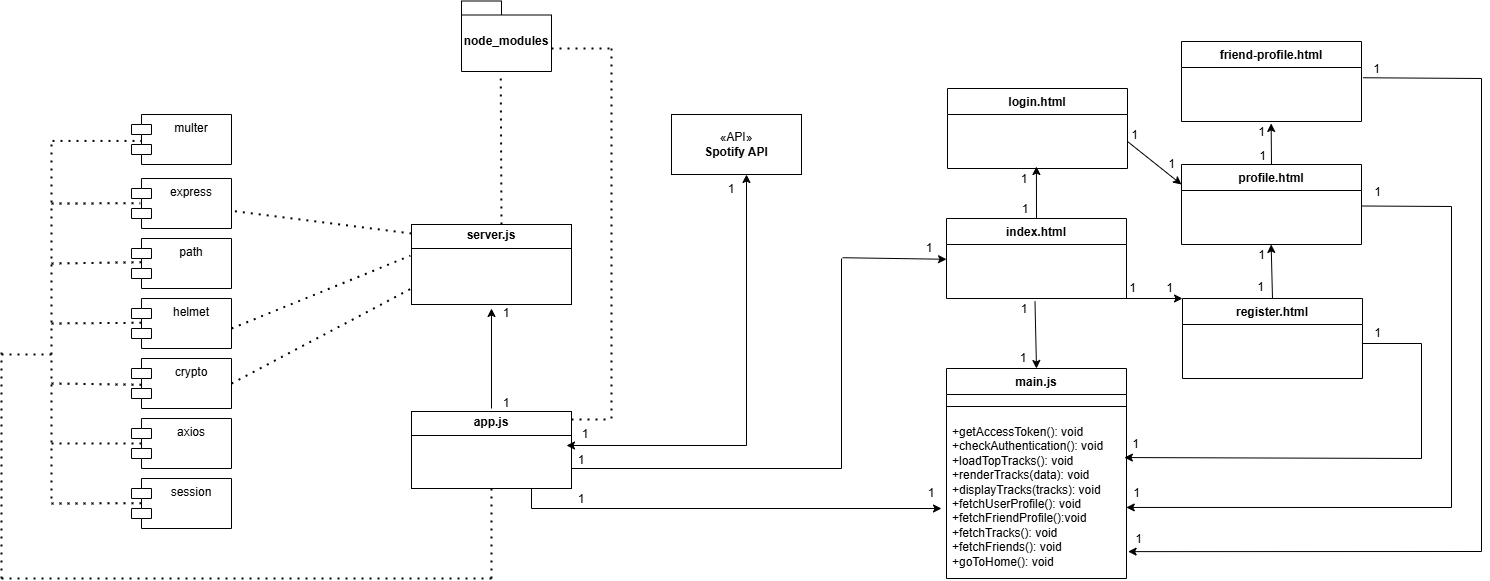 node_modules
friend-profile.html
1
login.html
multer
«API»
Spotify API
1
1
1
1
profile.html
1
1
express
1
1
server.js
index.html
path
1
1
1
1
1
helmet
1
1
register.html
1
1
crypto
main.js
1
app.js
axios
1
1
+getAccessToken(): void
+checkAuthentication(): void
+loadTopTracks(): void
+renderTracks(data): void
+displayTracks(tracks): void
+fetchUserProfile(): void
+fetchFriendProfile():void
+fetchTracks(): void
+fetchFriends(): void
+goToHome(): void
1
1
session
1
1
1
1